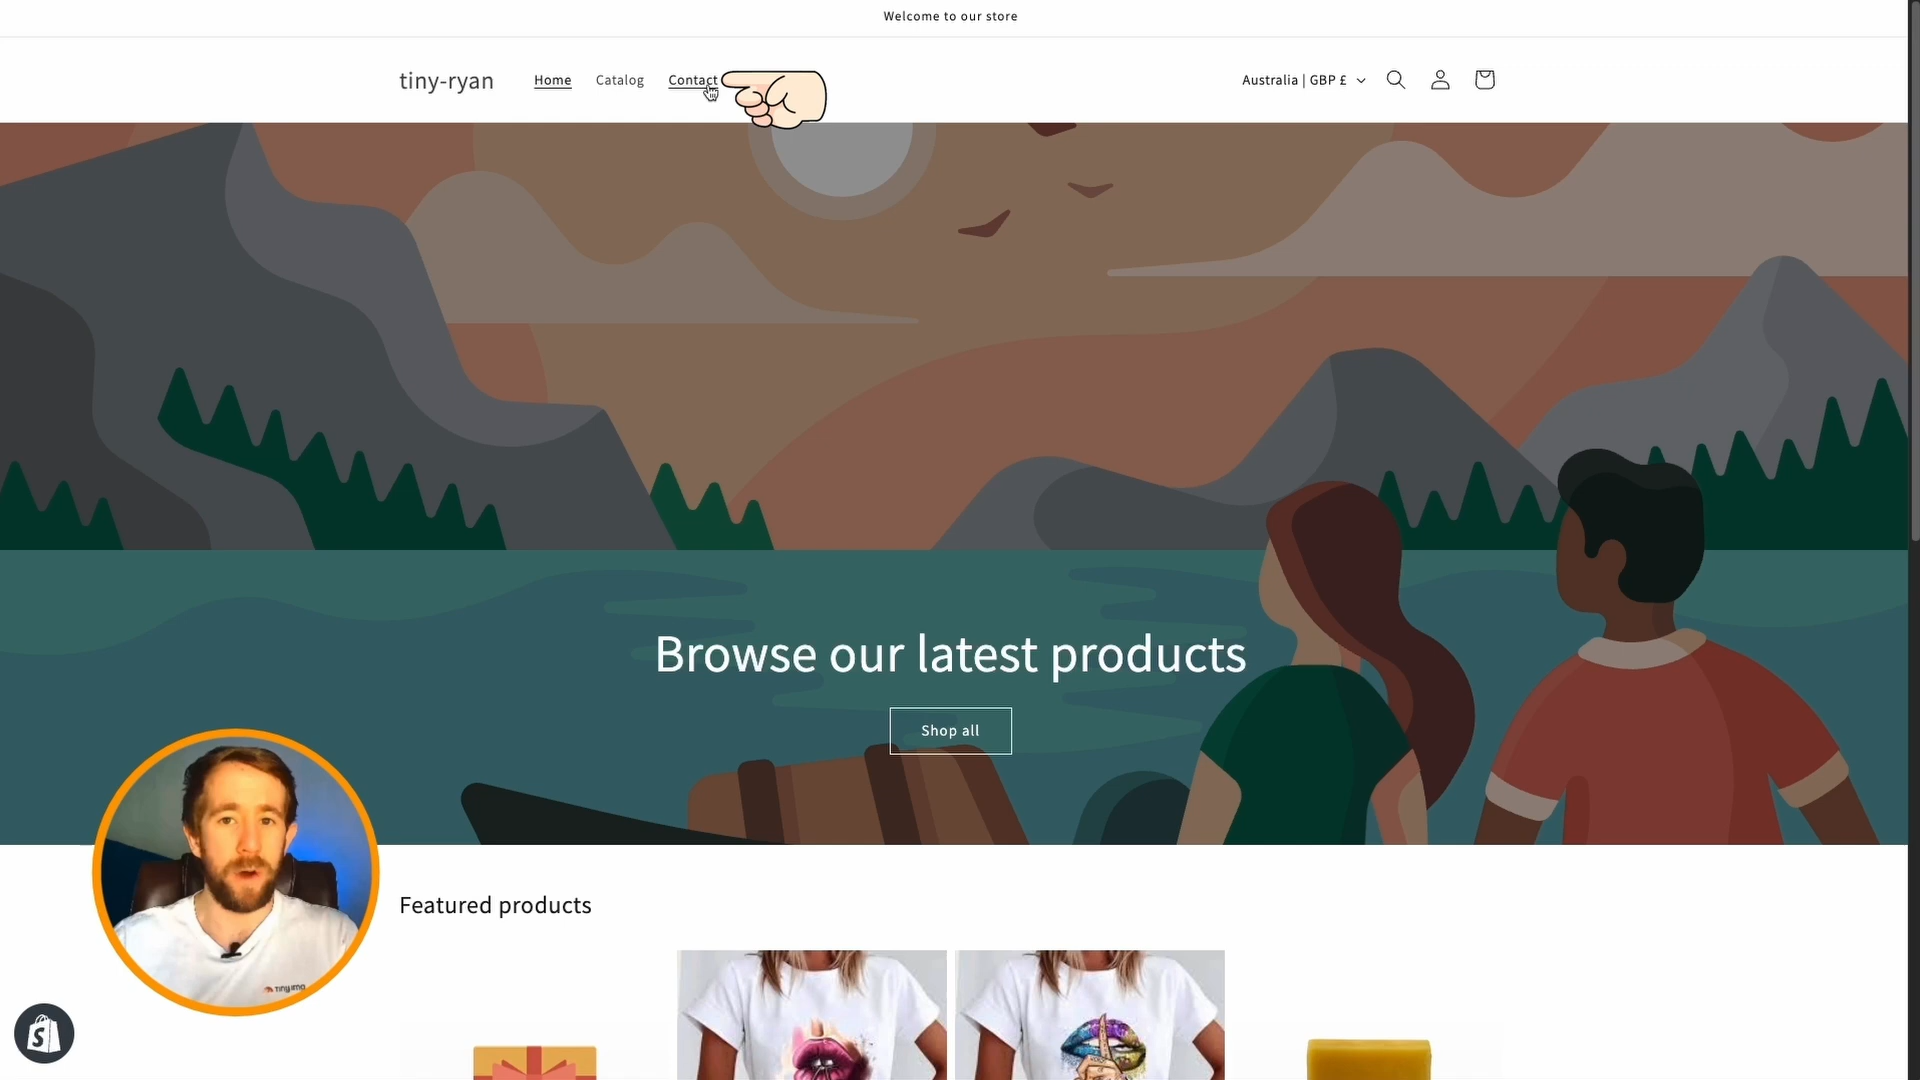 Welcome to our store
tiny-ryan
Home
Catalog
Contact
Australia | GBP £
Browse our latest products
Shop all
Featured products